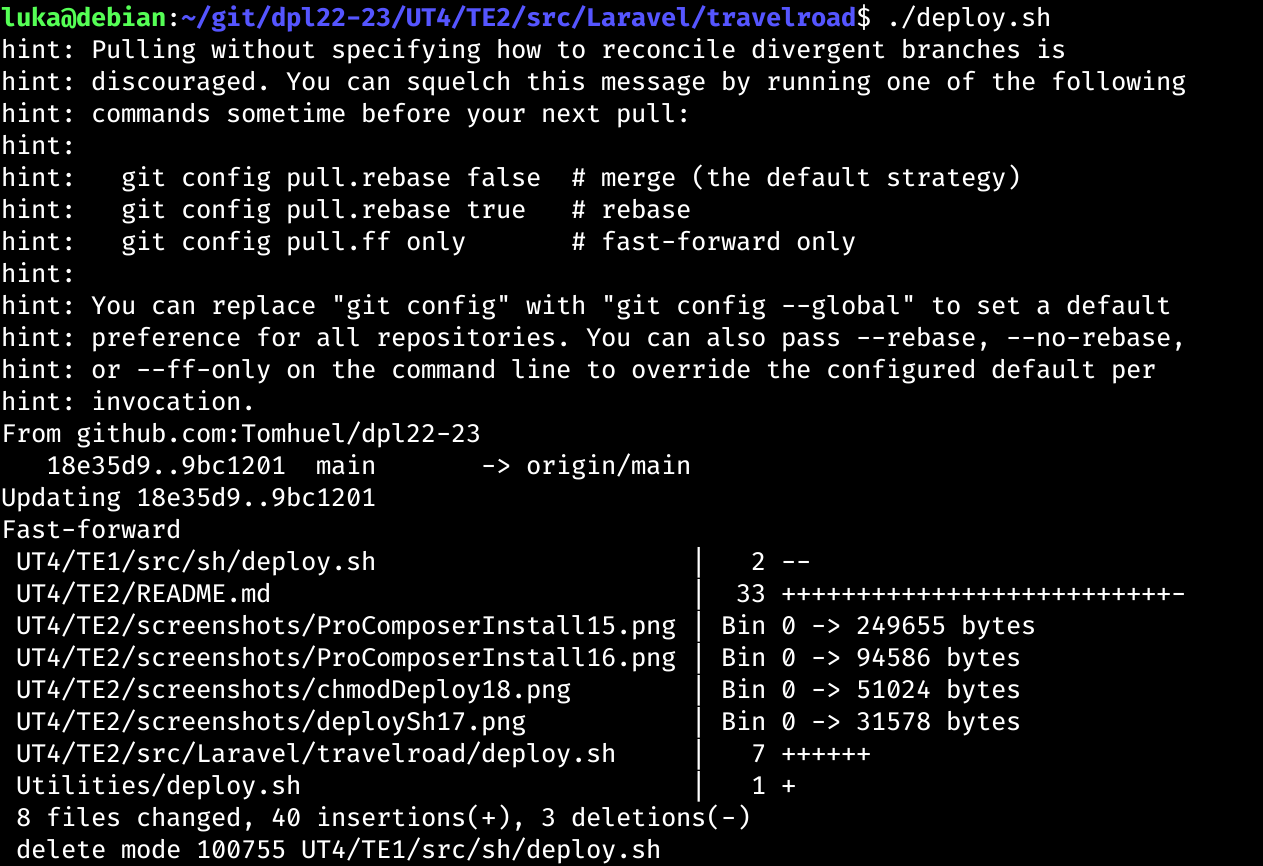 luka@debian:~/git/dpl22-23/UT4/TE2/src/Laravel/travelroad$ ./deploy.sh
hint: Pulling without specifying how to reconcile divergent branches is
hint: discouraged. You can squelch this message by running one of the following
hint: commands sometime before your next pull:
hint:
hint:   git config pull.rebase false  # merge (the default strategy)
hint:   git config pull.rebase true   # rebase
hint:   git config pull.ff only       # fast-forward only
hint:
hint: You can replace "git config" with "git config --global" to set a default
hint: preference for all repositories. You can also pass --rebase, --no-rebase,
hint: or --ff-only on the command line to override the configured default per
hint: invocation.
From github.com:Tomhuel/dpl22-23
   18e35d9..9bc1201  main       -> origin/main
Updating 18e35d9..9bc1201
Fast-forward
 UT4/TE1/src/sh/deploy.sh                     |   2 --
 UT4/TE2/README.md                            |  33 ++++++++++++++++++++++++++-
 UT4/TE2/screenshots/ProComposerInstall15.png | Bin 0 -> 249655 bytes
 UT4/TE2/screenshots/ProComposerInstall16.png | Bin 0 -> 94586 bytes
 UT4/TE2/screenshots/chmodDeploy18.png        | Bin 0 -> 51024 bytes
 UT4/TE2/screenshots/deploySh17.png           | Bin 0 -> 31578 bytes
 UT4/TE2/src/Laravel/travelroad/deploy.sh     |   7 ++++++
 Utilities/deploy.sh                          |   1 +
 8 files changed, 40 insertions(+), 3 deletions(-)
 delete mode 100755 UT4/TE1/src/sh/deploy.sh